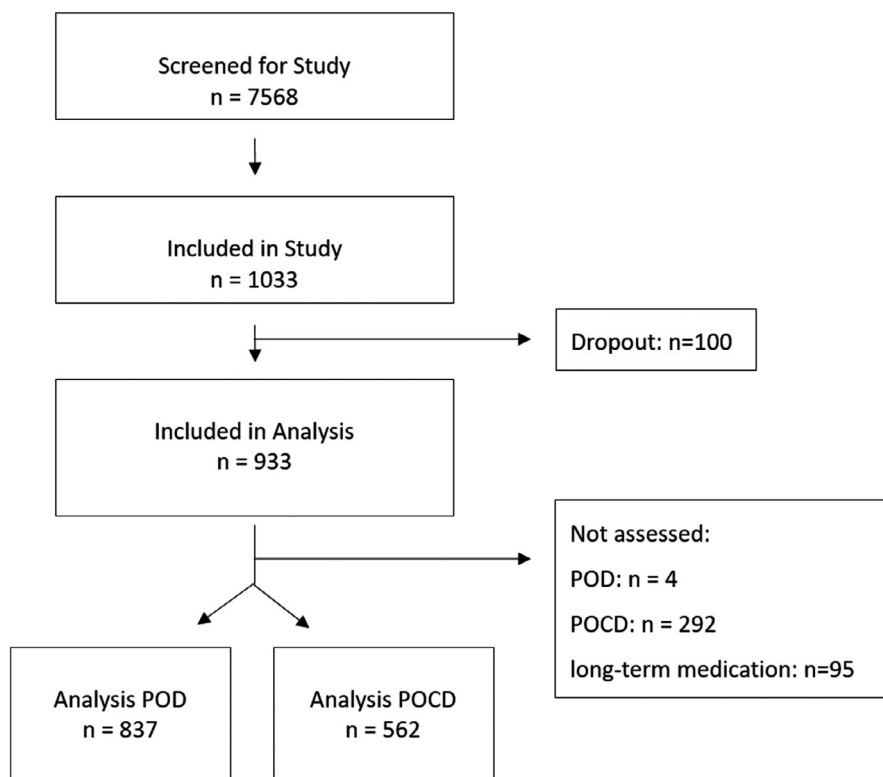 Screened for Study
n = 7568
Included in Study
n = 1033
Dropout: n=100
Included in Analysis
n = 933
Not assessed:
POD: n = 4
POCD: n = 292
long-term medication: n=95
Analysis POD
n = 837
Analysis POCD
n = 562